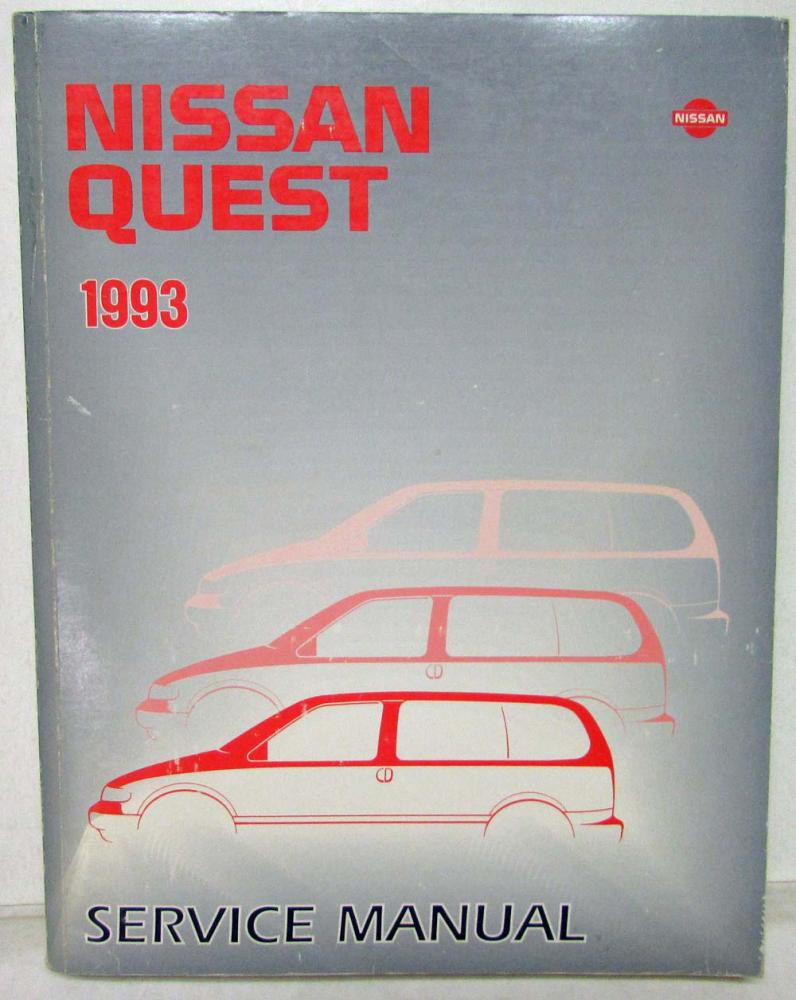 NISSAN
QUEST
NISSAN
1993
SERVICE MANUAL